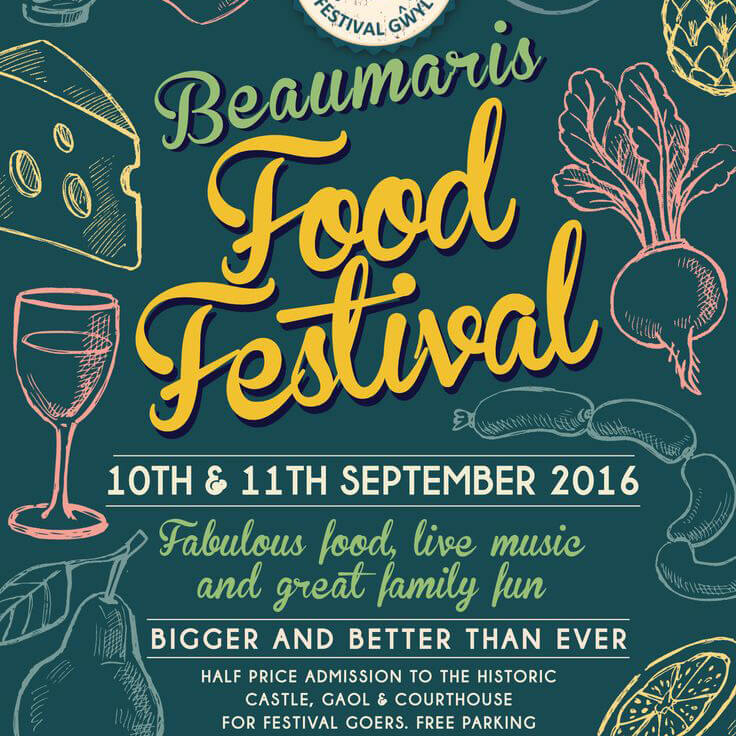 FESTIVAL GŴYL
Beaumaris
Food
Festival
10TH & 11TH SEPTEMBER 2016
Fabulous food, live music
and great family fun
BIGGER AND BETTER THAN EVER
HALF PRICE ADMISSION TO THE HISTORIC
CASTLE, GAOL & COURTHOUSE
FOR FESTIVAL GOERS. FREE PARKING